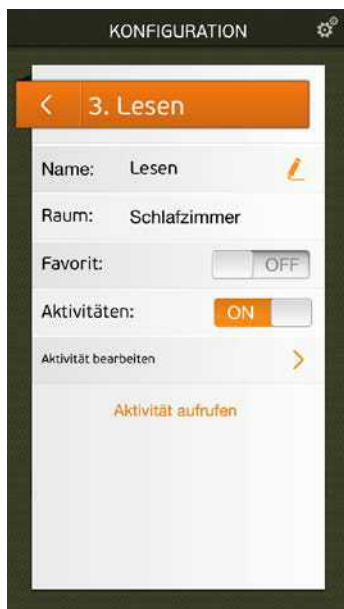 KONFIGURATION
3. Lesen
Name: Lesen
Raum: Schlafzimmer
Favorit: OFF
Aktivitäten: ON
Aktivität bearbeiten
Aktivität aufrufen